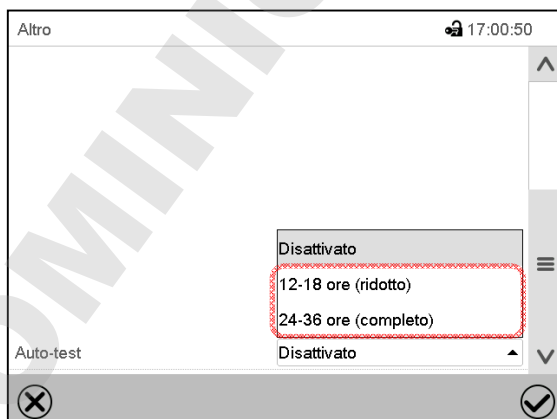 Altro
17:00:50
Disattivato
12-18 ore (ridotto)
24-36 ore (completo)
Auto-test
Disattivato